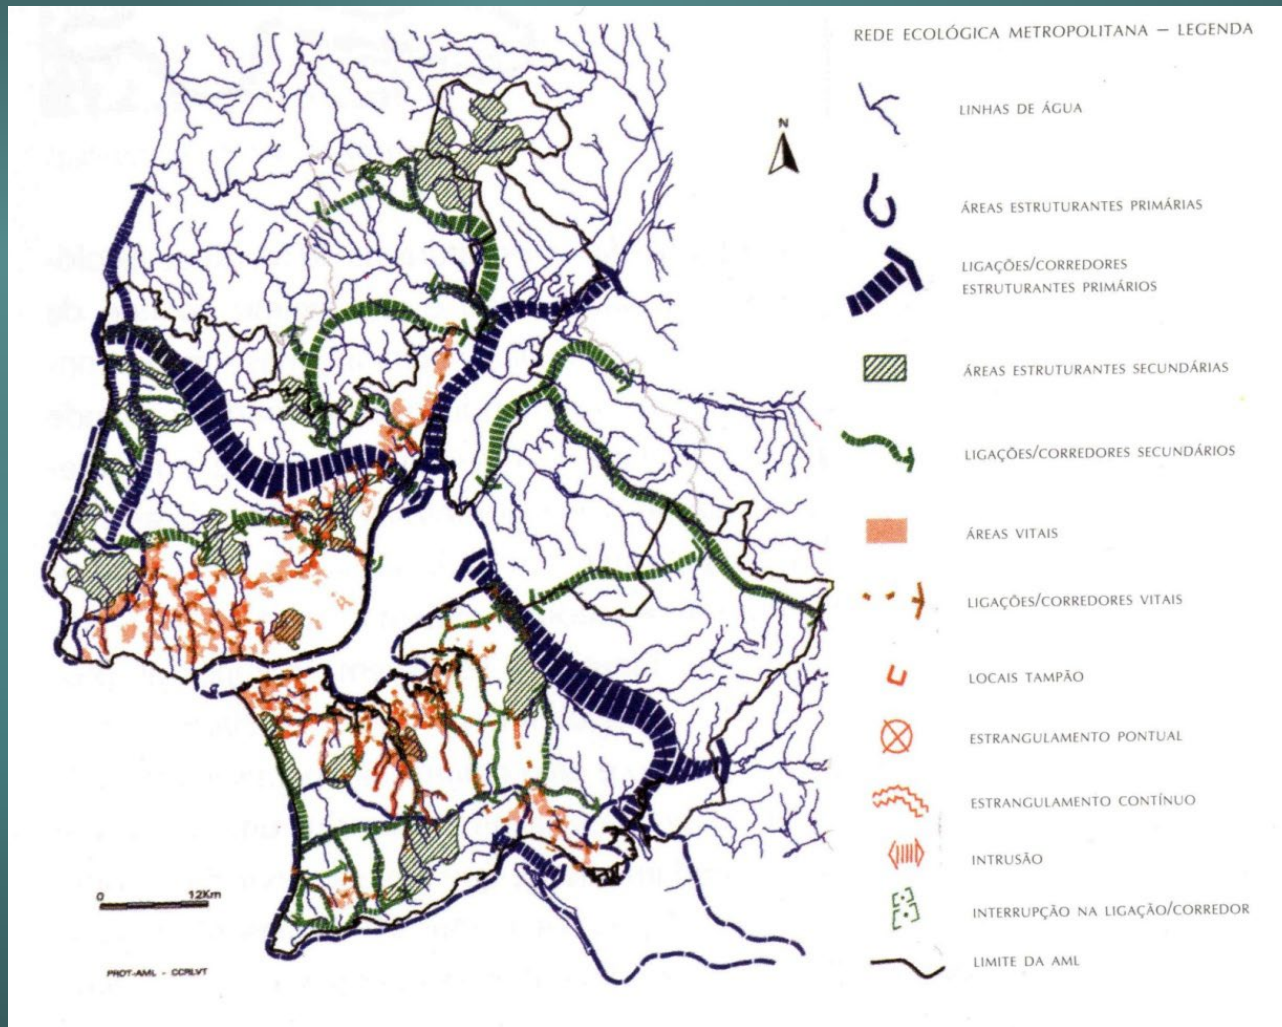 REDE ECOLÓGICA METROPOLITANA – LEGENDA
LINHAS DE ÁGUA
ÁREAS ESTRUTURANTES PRIMÁRIAS
LIGAÇÕES/CORREDORES
ESTRUTURANTES PRIMÁRIOS
ÁREAS ESTRUTURANTES SECUNDÁRIAS
LIGAÇÕES/CORREDORES SECUNDÁRIOS
ÁREAS VITAIS
LIGAÇÕES/CORREDORES VITAIS
LOCAIS TAMPÃO
ESTRANGULAMENTO PONTUAL
ESTRANGULAMENTO CONTÍNUO
INTRUSÃO
INTERRUPÇÃO NA LIGAÇÃO/CORREDOR
LIMITE DA AML
N
0 12Km
PROT-AML - CCRLVT